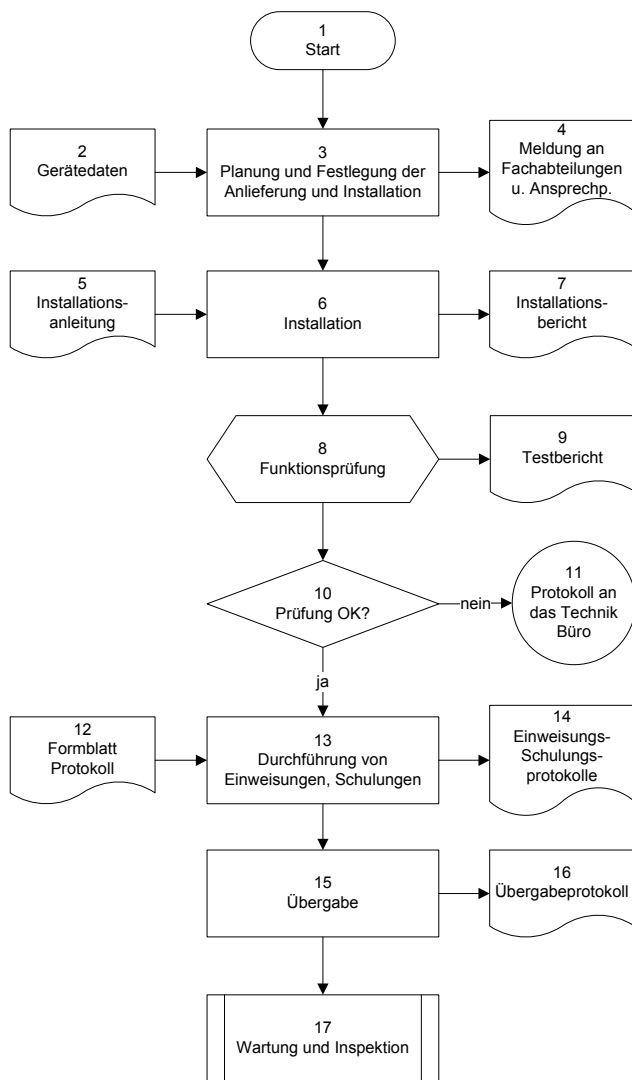 1
Start
2
Gerätedaten
3
Planung und Festlegung der
Anlieferung und Installation
4
Meldung an
Fachabteilungen
u. Ansprechp.
5
Installations-
anleitung
6
Installation
7
Installations-
bericht
8
Funktionsprüfung
9
Testbericht
10
Prüfung OK?
nein
11
Protokoll an
das Technik
Büro
ja
12
Formblatt
Protokoll
13
Durchführung von
Einweisungen, Schulungen
14
Einweisungs-
Schulungs-
protokolle
15
Übergabe
16
Übergabeprotokoll
17
Wartung und Inspektion